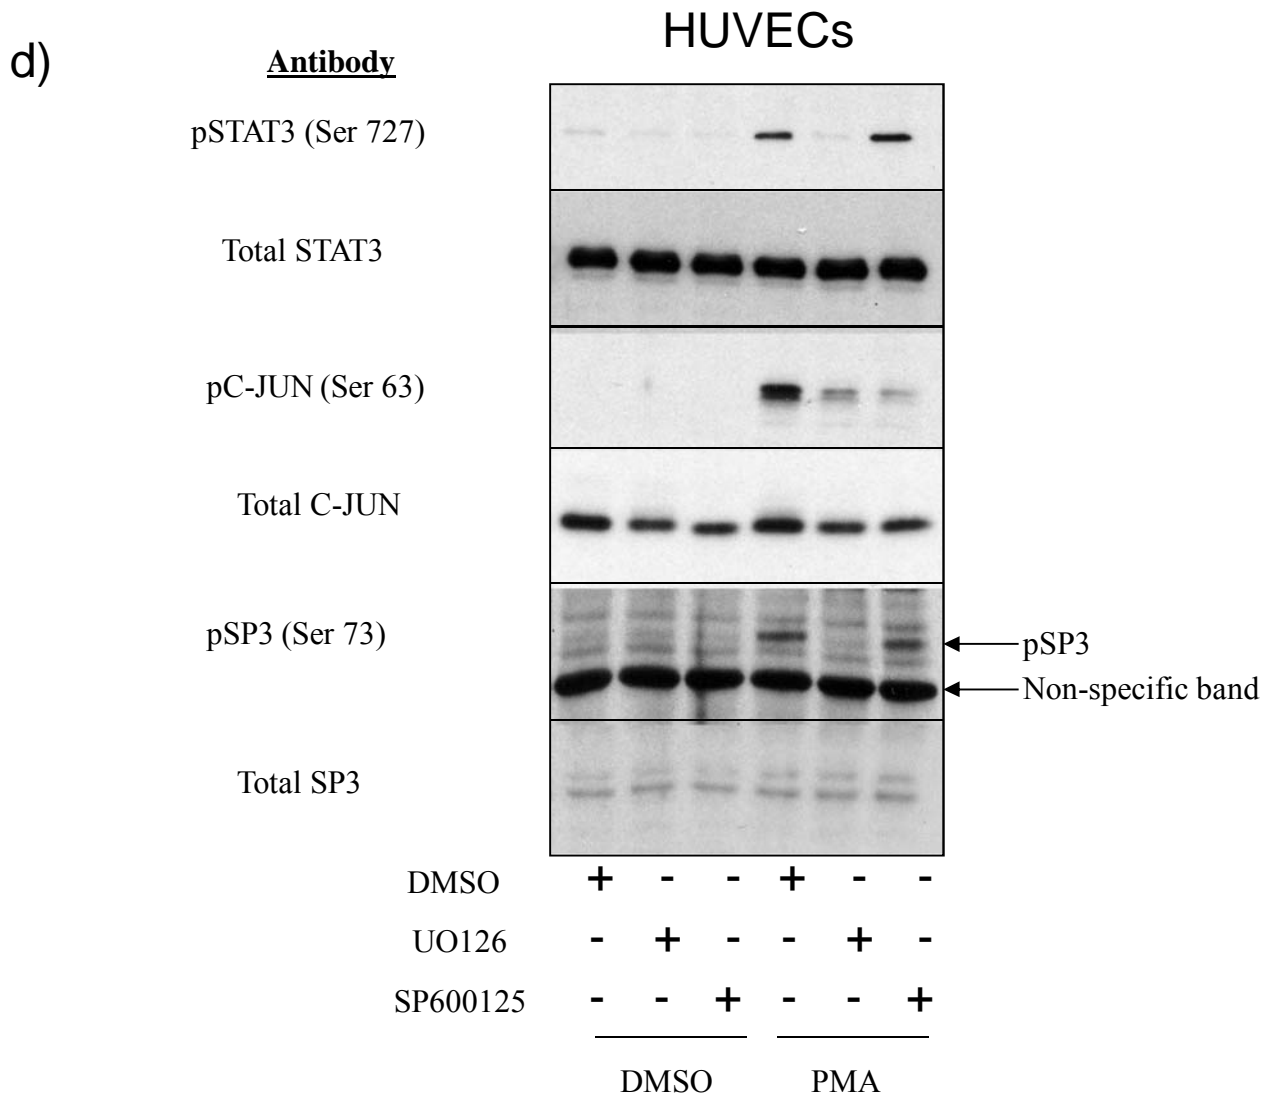 HUVECs
d)
Antibody
pSTAT3 (Ser 727)
Total STAT3
pC-JUN (Ser 63)
Total C-JUN
pSP3 (Ser 73)
pSP3
Non-specific band
Total SP3
DMSO + - - + - -
UO126 - + - - + -
SP600125 - - + - - +
DMSO PMA